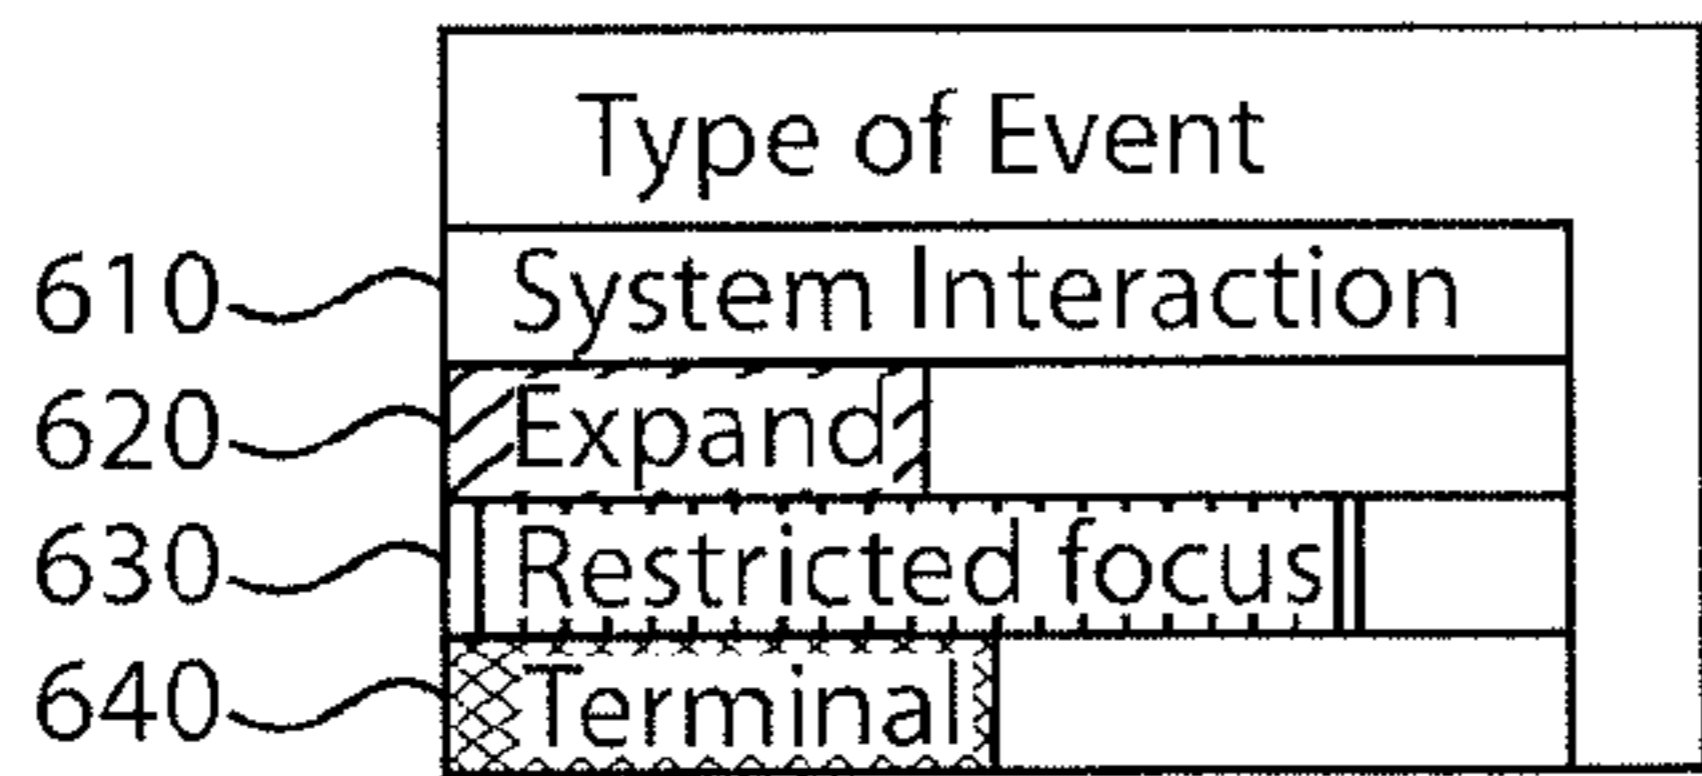 Type of Event
610 System Interaction
620 Expand
630 Restricted focus
640 Terminal